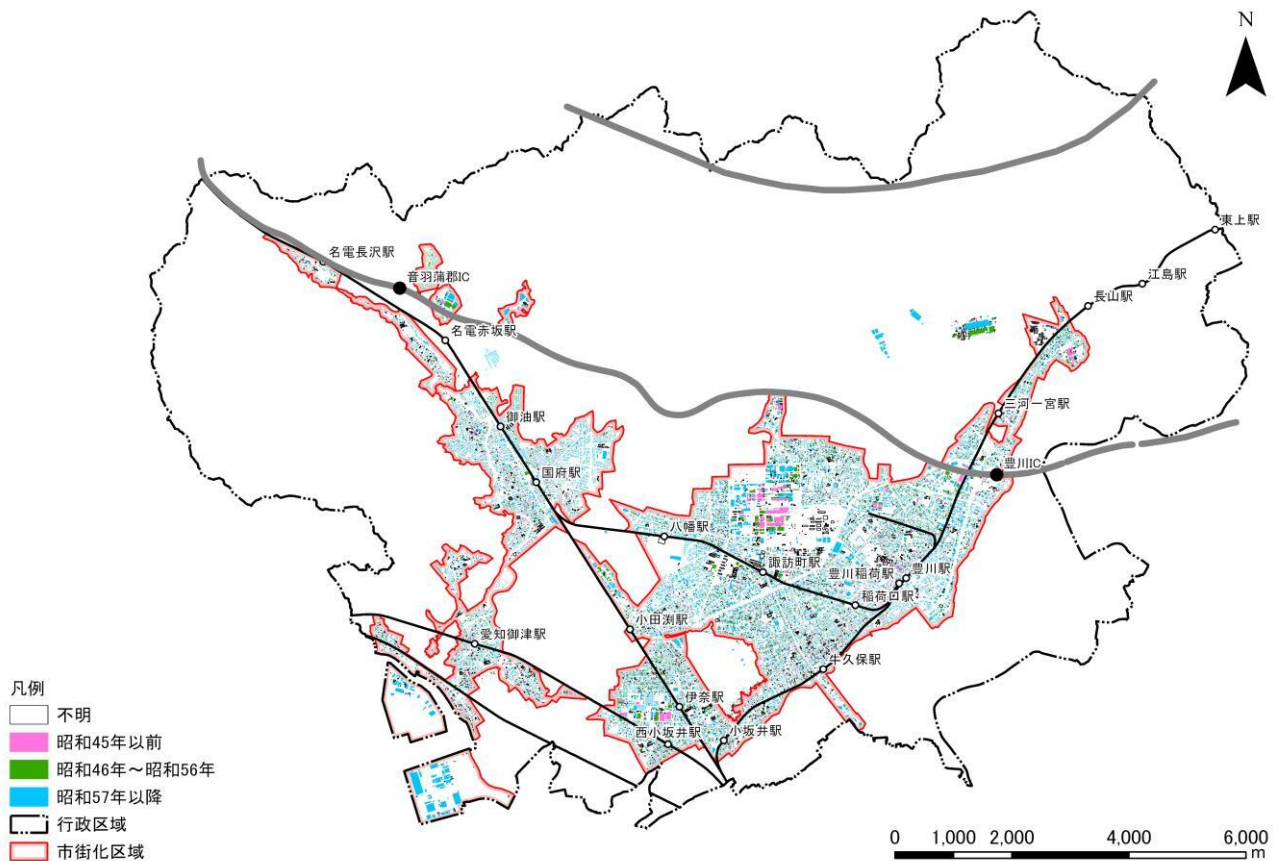 N
東上駅
江島駅
長山駅
名電長沢駅
音羽蒲郡IC
名電赤坂駅
三河一宮駅
御油駅
豊川IC
国府駅
八幡駅
諏訪町駅
豊川稲荷駅
豊川駅
稲荷口駅
小田渕駅
愛知御津駅
牛久保駅
伊奈駅
西小坂井駅
小坂井駅
凡例
不明
昭和45年以前
昭和46年～昭和56年
昭和57年以降
行政区域
市街化区域
0 1,000 2,000 4,000 6,000
m